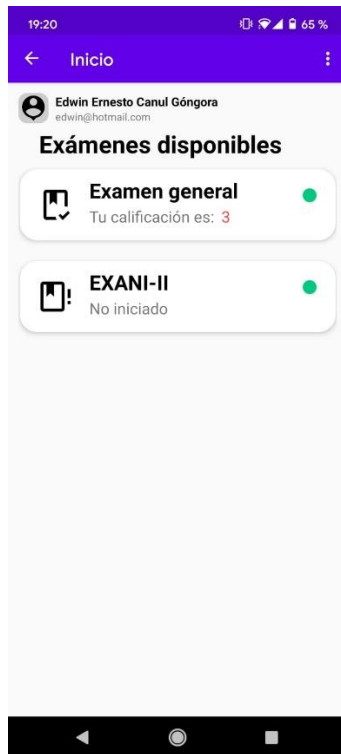 19:20 65 %
Inicio
Edwin Ernesto Canul Góngora
edwin@hotmail.com
Exámenes disponibles
Examen general
Tu calificación es: 3
EXANI-II
No iniciado